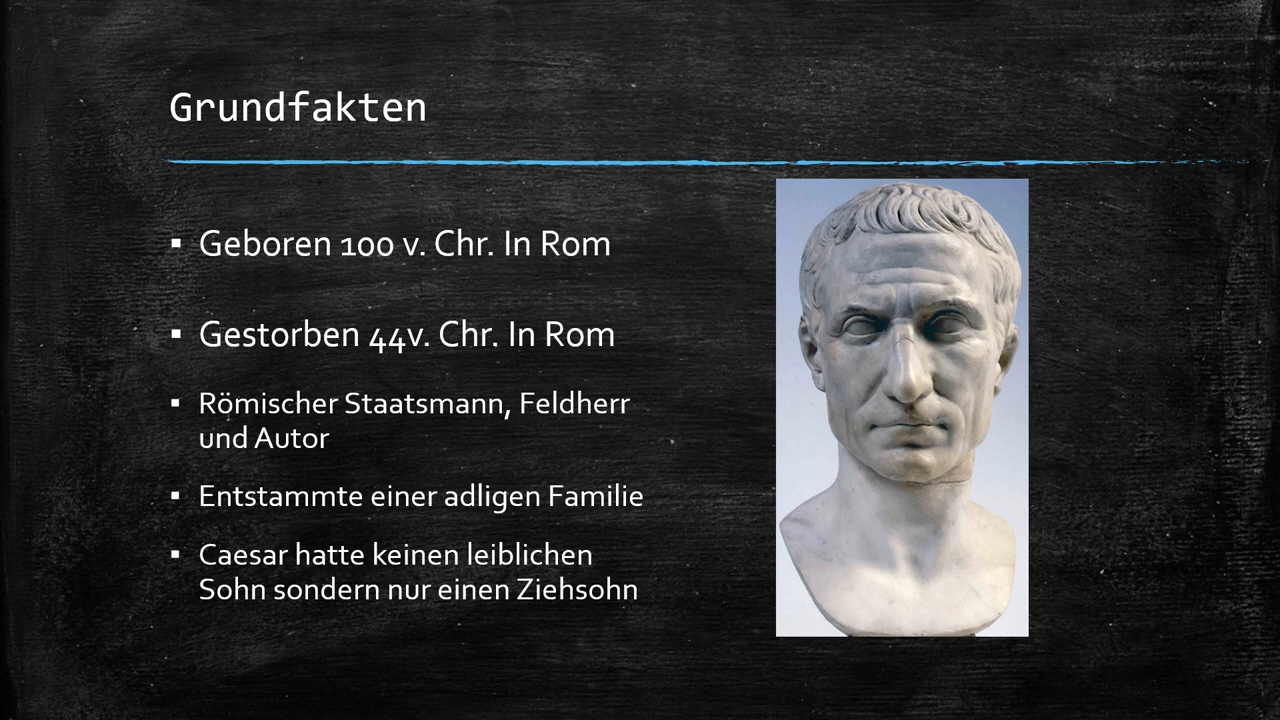 Grundfakten
▪ Geboren 100 v. Chr. In Rom
▪ Gestorben 44v. Chr. In Rom
▪ Römischer Staatsmann, Feldherr
und Autor
▪ Entstammte einer adligen Familie
▪ Caesar hatte keinen leiblichen
Sohn sondern nur einen Ziehsohn